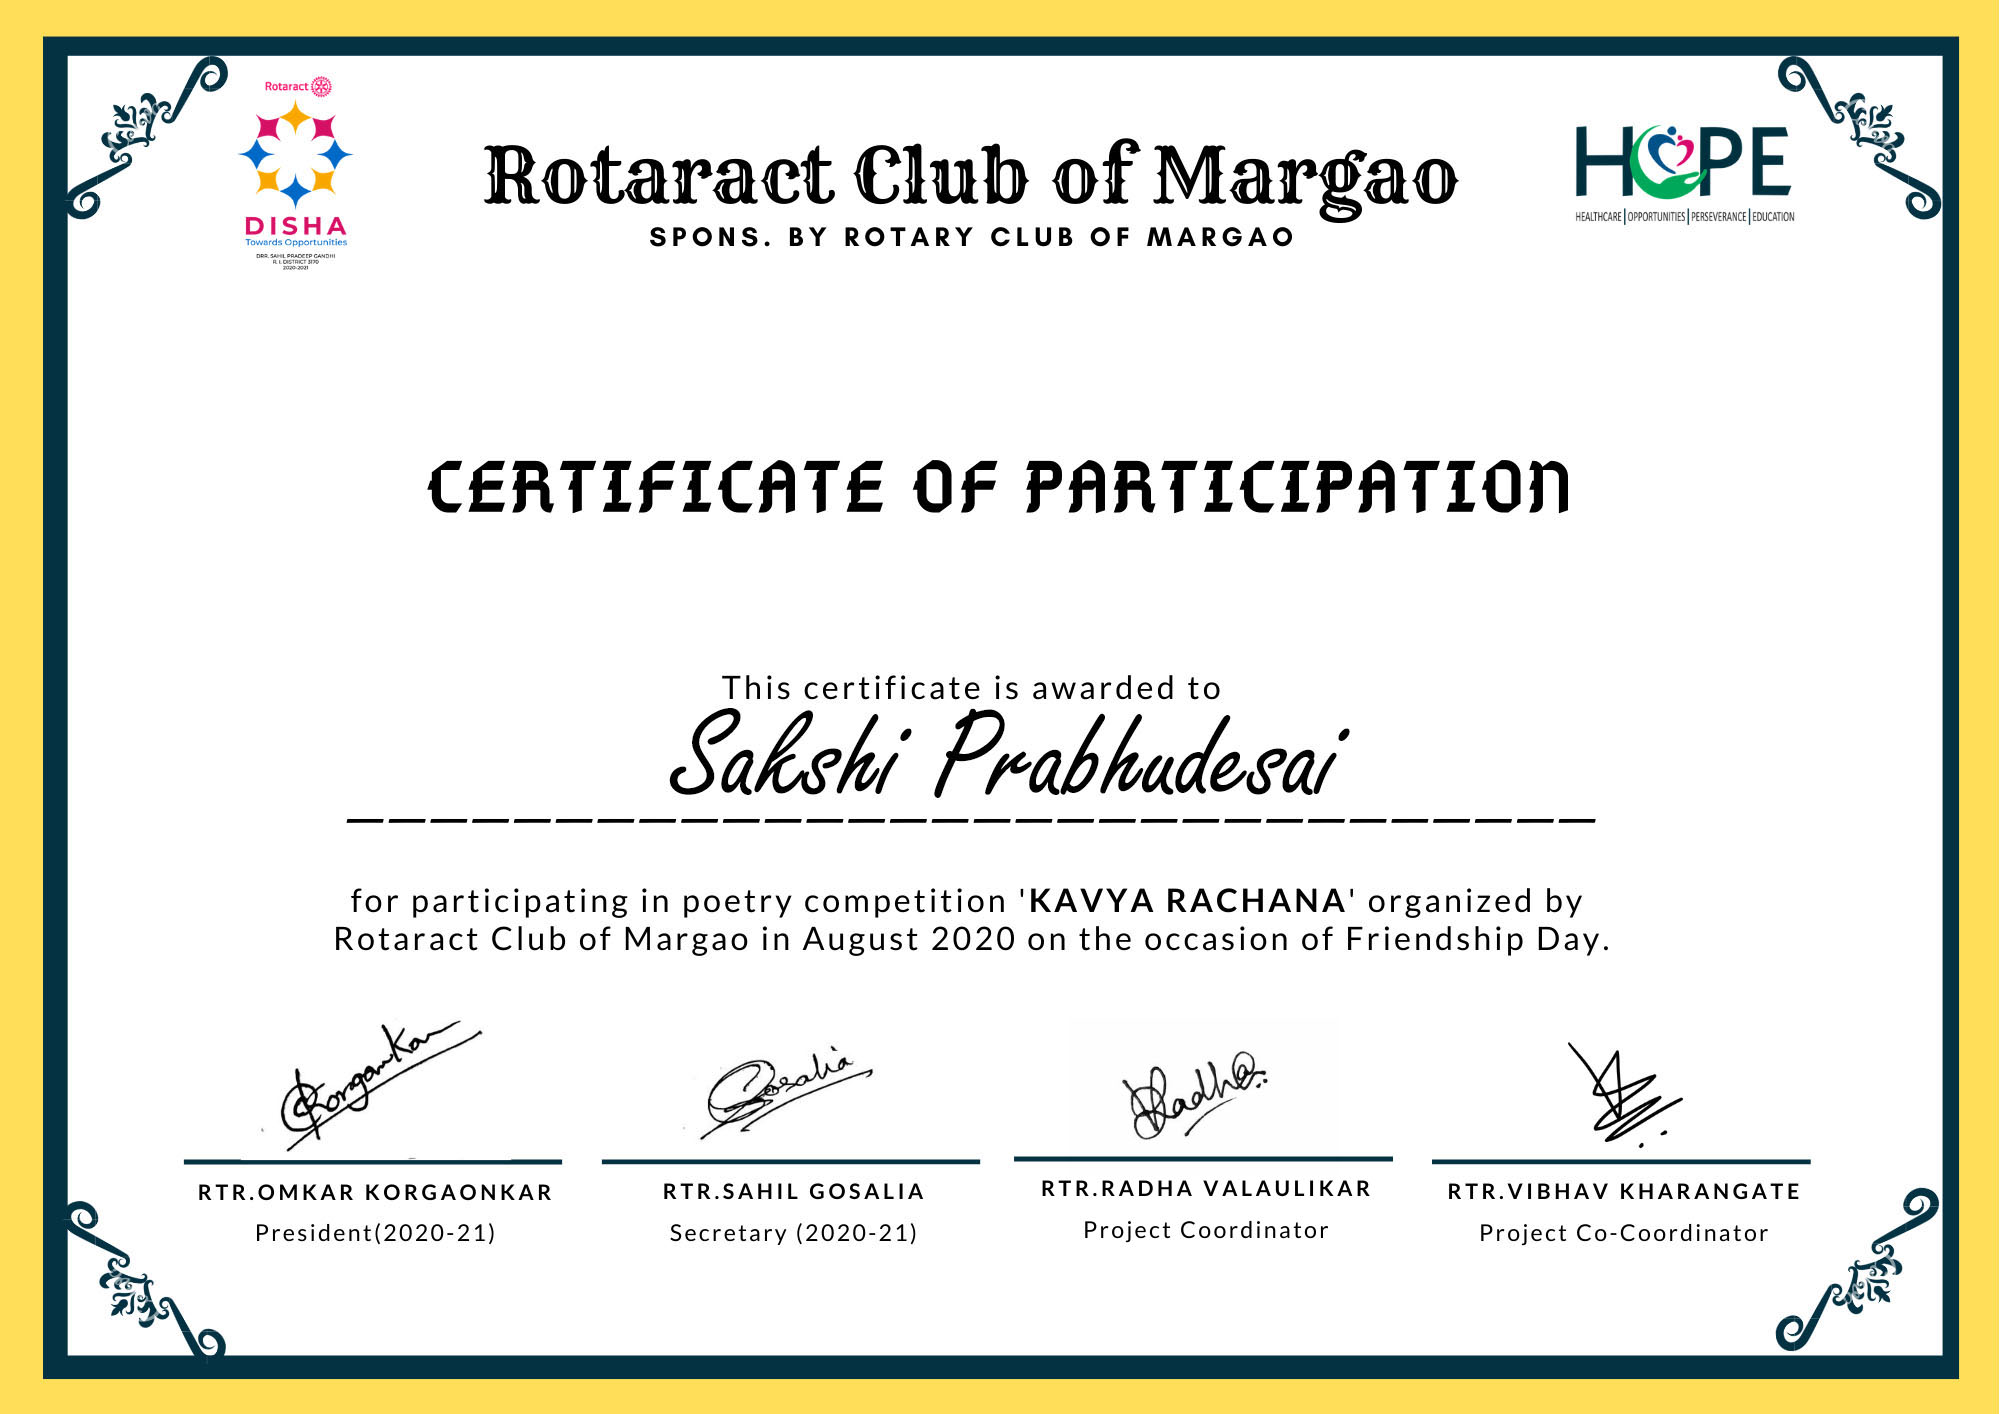 Rotaract
DISHA
Towards Opportunities
DRR. SAHIL PRADEEP GANDHI
R. I. DISTRICT 3170
2020-2021
Rotaract Club of Margao
SPONS. BY ROTARY CLUB OF MARGAO
HOPE
HEALTHCARE | OPPORTUNITIES | PERSEVERANCE | EDUCATION
CERTIFICATE OF PARTICIPATION
This certificate is awarded to
Sakshi Prabhudesai
for participating in poetry competition 'KAVYA RACHANA' organized by
Rotaract Club of Margao in August 2020 on the occasion of Friendship Day.
Korgaonkar
Gosalia
Radha
RTR.OMKAR KORGAONKAR
President(2020-21)
RTR.SAHIL GOSALIA
Secretary (2020-21)
RTR.RADHA VALAULIKAR
Project Coordinator
RTR.VIBHAV KHARANGATE
Project Co-Coordinator